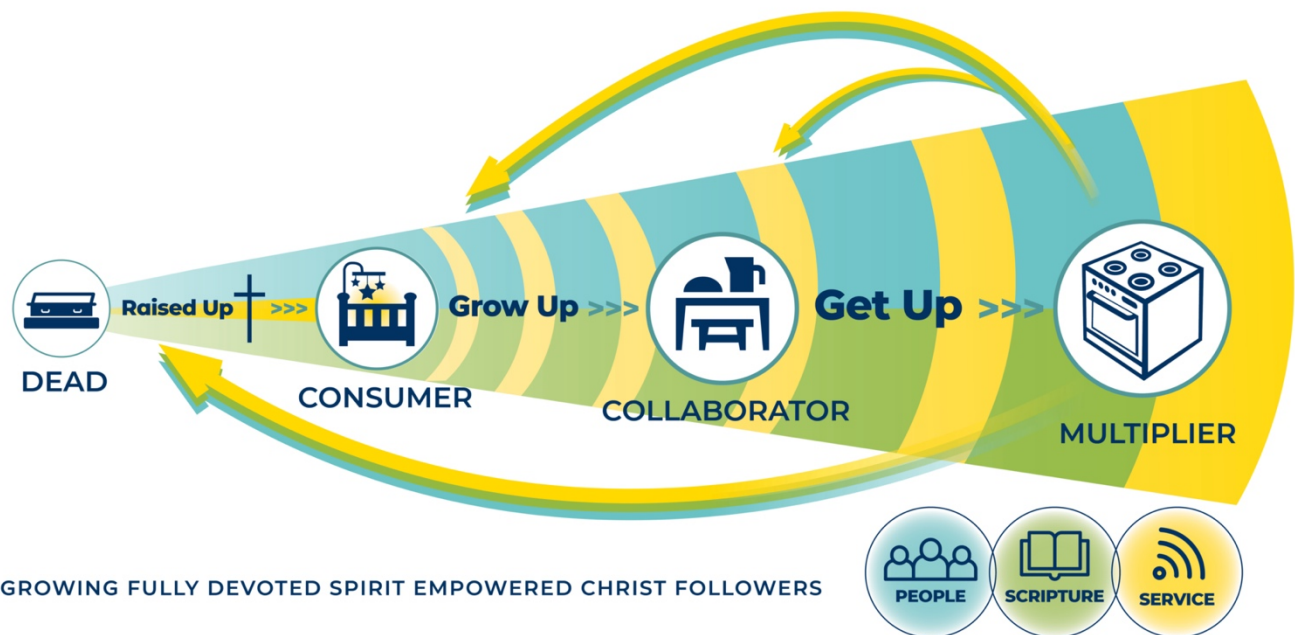 Raised Up >>>
Grow Up >>>
Get Up >>>
DEAD
CONSUMER
COLLABORATOR
MULTIPLIER
GROWING FULLY DEVOTED SPIRIT EMPOWERED CHRIST FOLLOWERS
PEOPLE
SCRIPTURE
SERVICE